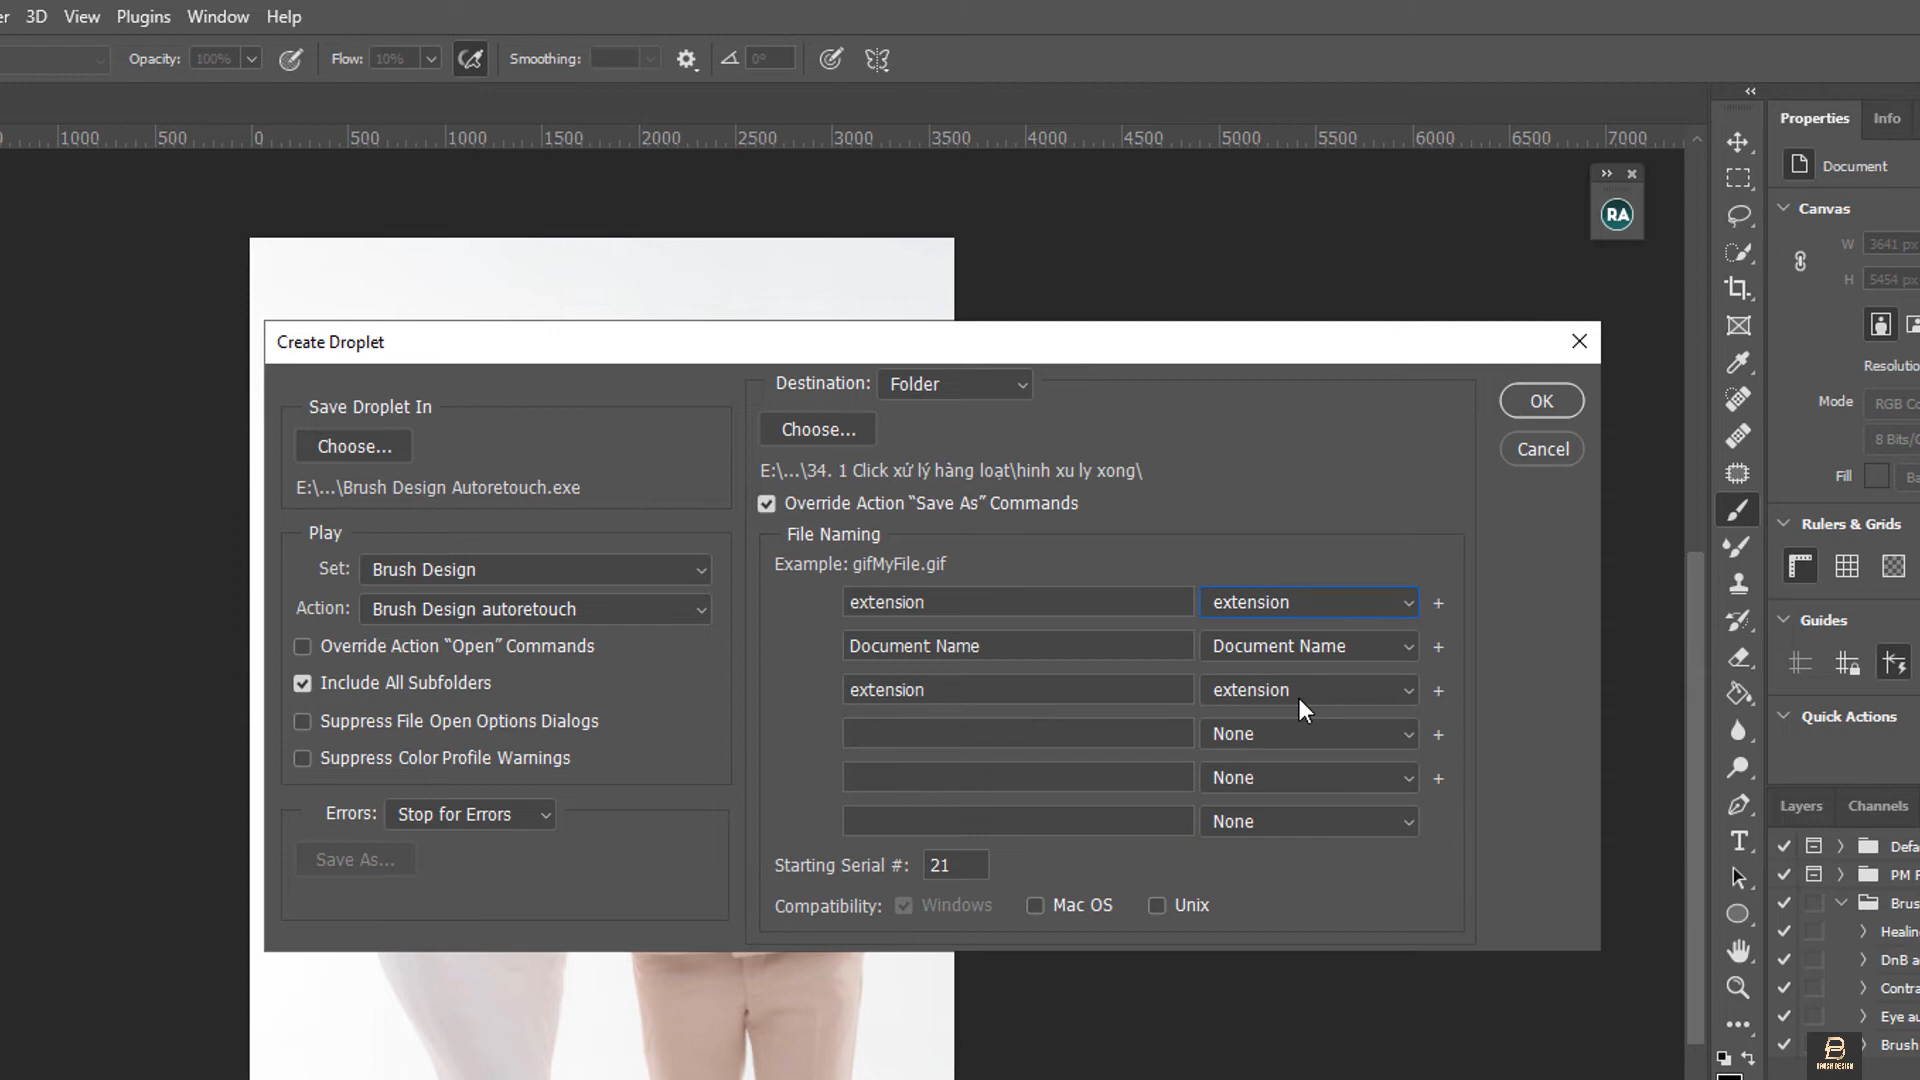 3D View Plugins Window Help
Opacity: 100% Flow: 10% Smoothing: 0°
1000 500 0 500 1000 1500 2000 2500 3000 3500 4000 4500 5000 5500 6000 6500 7000
Properties Info
Document
RA
Canvas
W 3641 px
H 5454 px
Mode RGB Co
8 Bits/C
Fill
Rulers & Grids
Guides
Quick Actions
Layers Channels
PM
Create Droplet
Save Droplet In
Choose...
E:\...\Brush Design Autoretouch.exe
Play
Set: Brush Design
Action: Brush Design autoretouch
Override Action “Open” Commands
Include All Subfolders
Suppress File Open Options Dialogs
Suppress Color Profile Warnings
Errors: Stop for Errors
Save As...
Destination: Folder
Choose...
E:\...\34. 1 Click xử lý hàng loạt\hinh xu ly xong\
Override Action “Save As” Commands
File Naming
Example: gifMyFile.gif
extension extension +
Document Name Document Name +
extension extension +
None +
None +
None
Starting Serial #: 21
Compatibility: Windows Mac OS Unix
OK
Cancel
BRUSH DESIGN